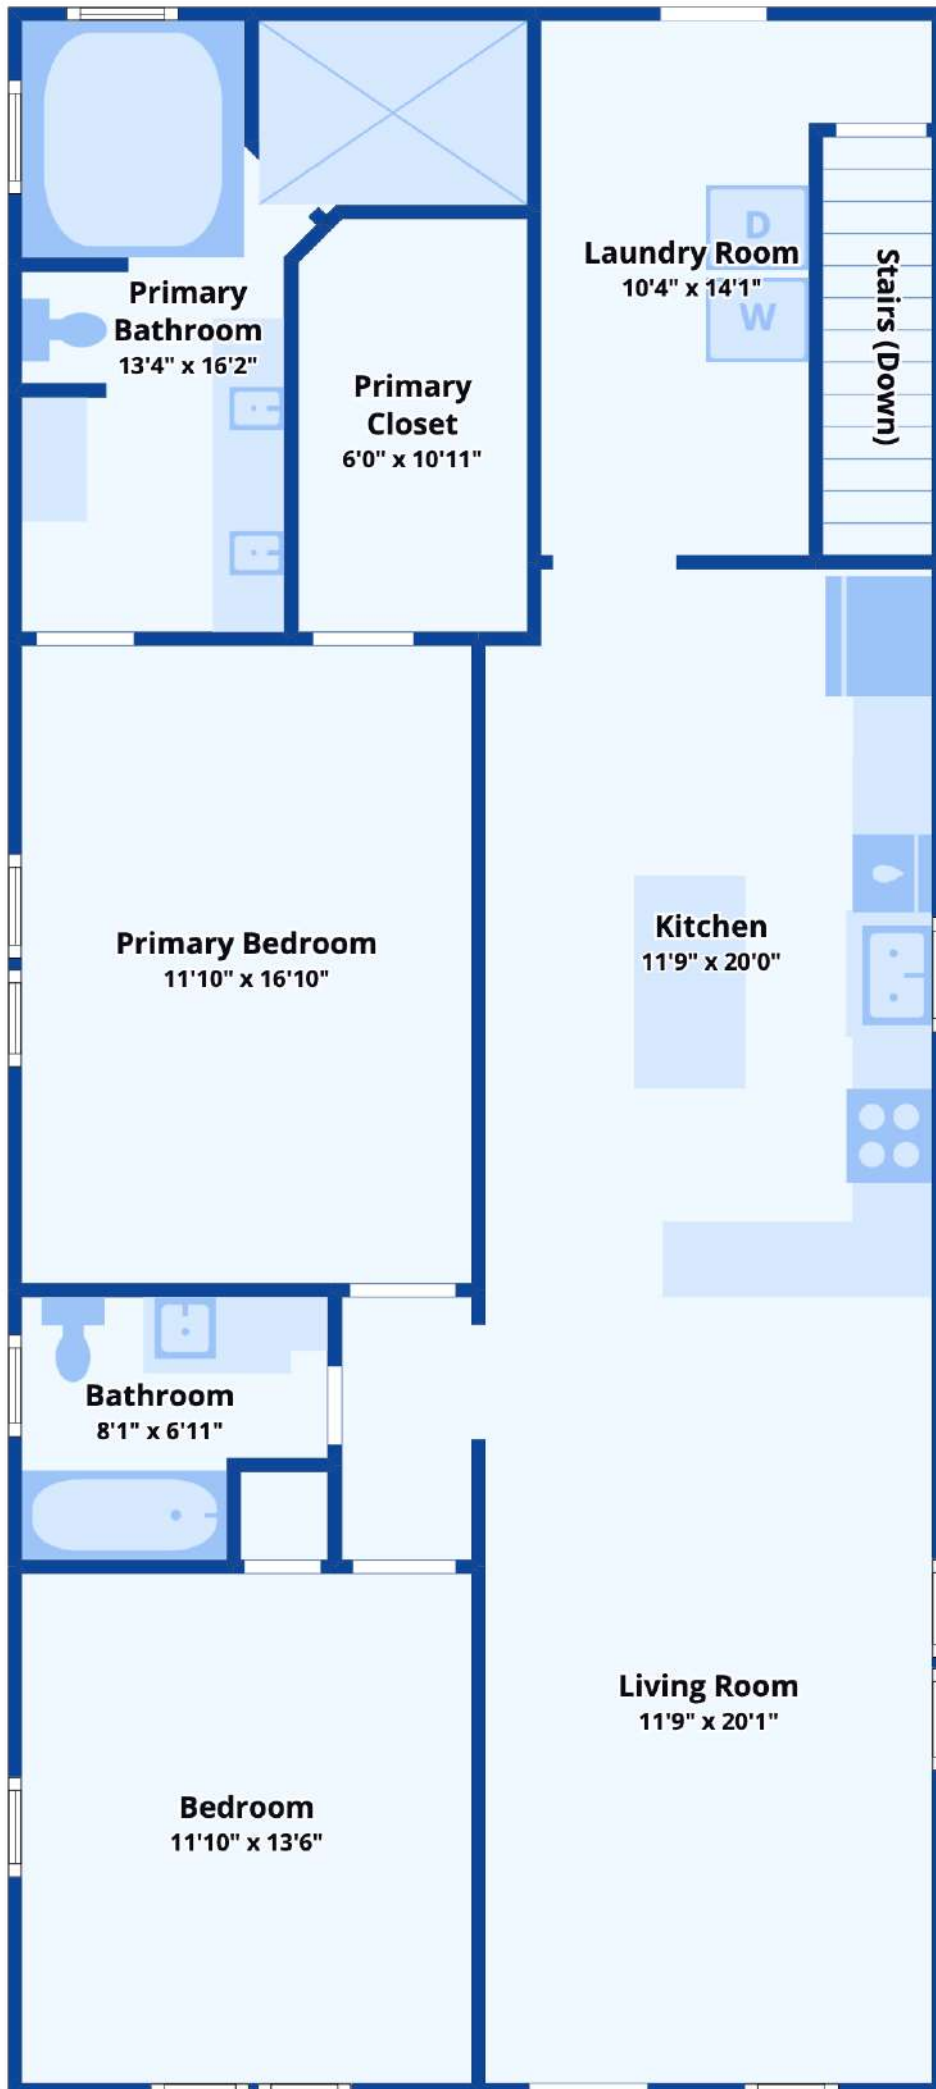 D
Laundry Room
10'4" x 14'1"
W
Stairs (Down)
Primary
Bathroom
13'4" x 16'2"
Primary
Closet
6'0" x 10'11"
Primary Bedroom
11'10" x 16'10"
Kitchen
11'9" x 20'0"
Bathroom
8'1" x 6'11"
Living Room
11'9" x 20'1"
Bedroom
11'10" x 13'6"